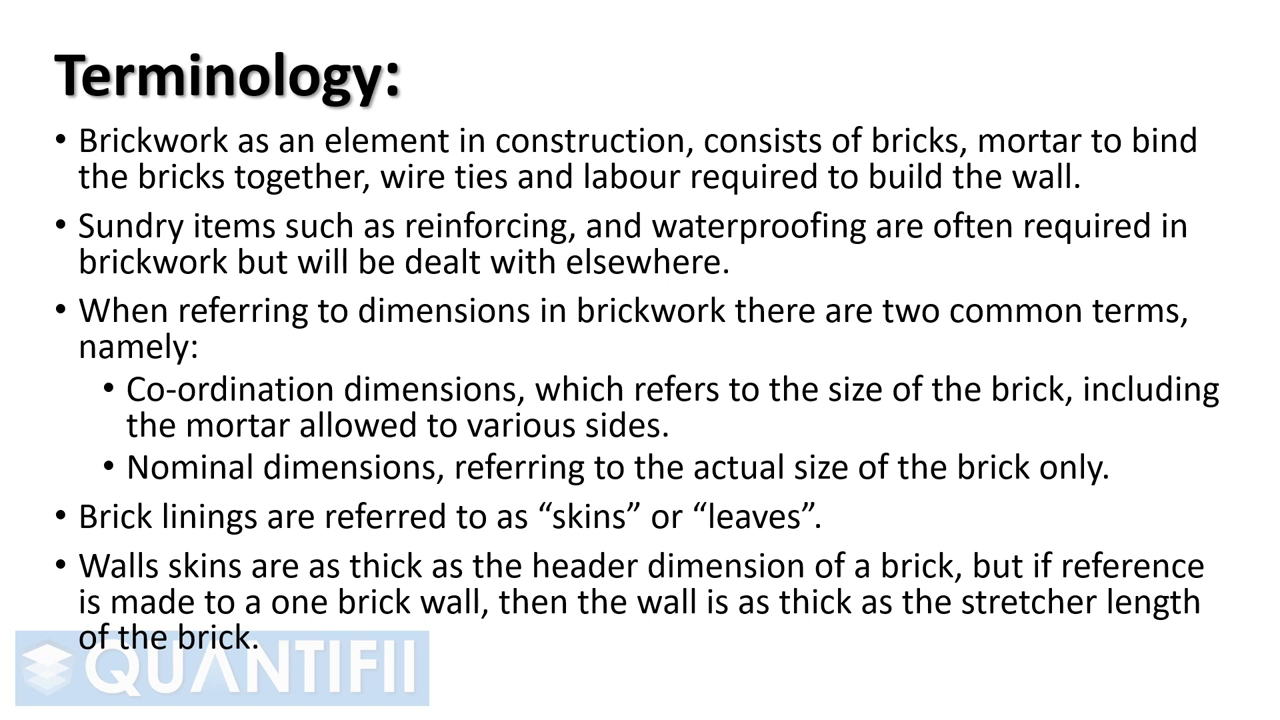 Terminology:
• Brickwork as an element in construction, consists of bricks, mortar to bind
the bricks together, wire ties and labour required to build the wall.
• Sundry items such as reinforcing, and waterproofing are often required in
brickwork but will be dealt with elsewhere.
• When referring to dimensions in brickwork there are two common terms,
namely:
• Co-ordination dimensions, which refers to the size of the brick, including
the mortar allowed to various sides.
• Nominal dimensions, referring to the actual size of the brick only.
• Brick linings are referred to as “skins” or “leaves”.
• Walls skins are as thick as the header dimension of a brick, but if reference
is made to a one brick wall, then the wall is as thick as the stretcher length
of the brick.
QUANTIFII